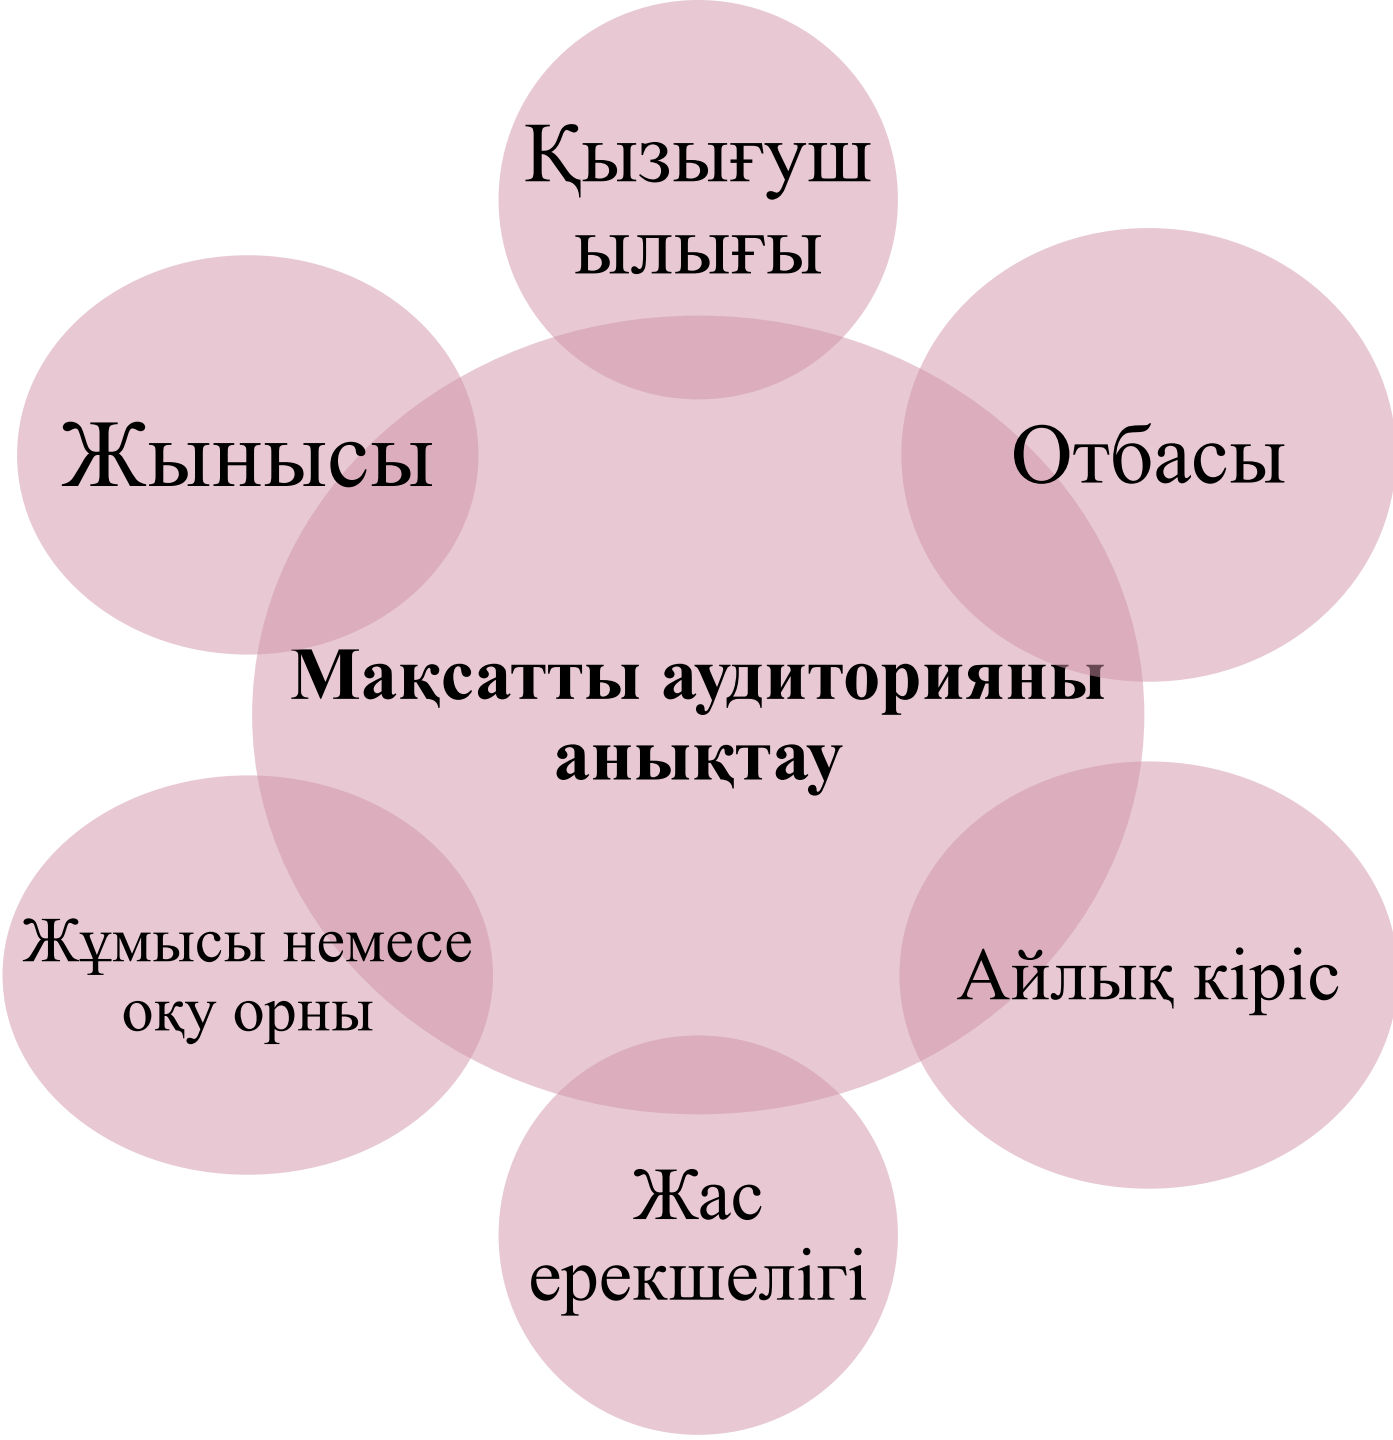 Қызығуш
ылығы
Отбасы
Айлық кіріс
Жас
ерекшелігі
Жұмысы немесе
оқу орны
Жынысы
Мақсатты аудиторияны
анықтау